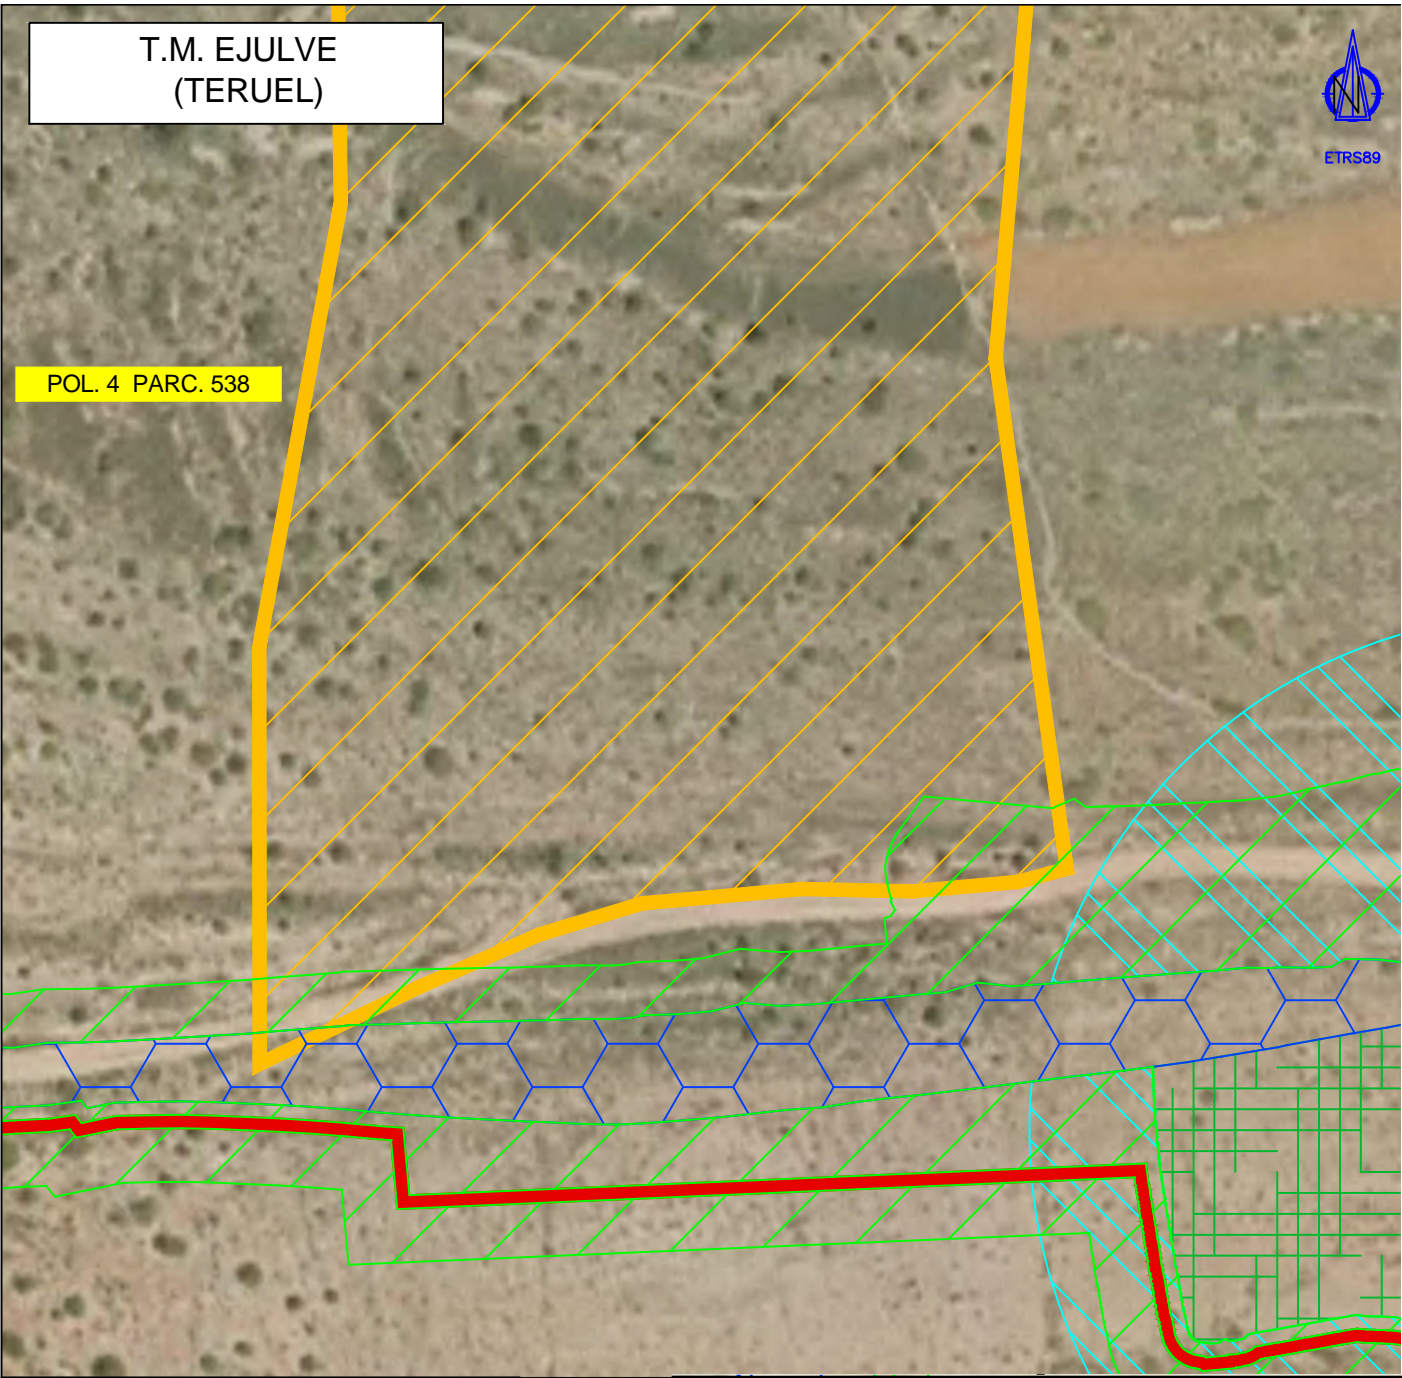 T.M. EJULVE
(TERUEL)
N
ETRS89
POL. 4 PARC. 538